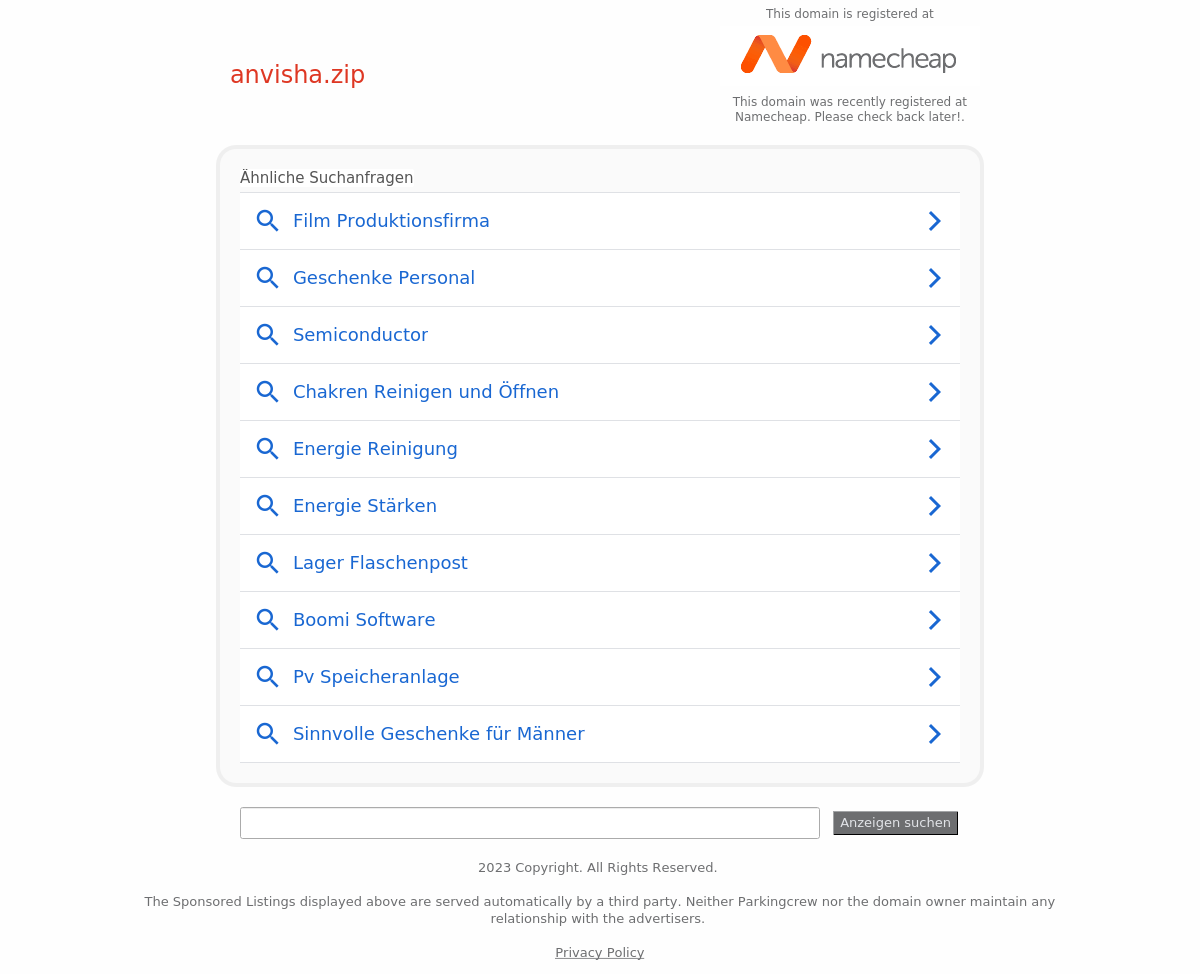 This domain is registered at
namecheap
anvisha.zip
This domain was recently registered at
Namecheap. Please check back later!.
Ähnliche Suchanfragen
Film Produktionsfirma
Geschenke Personal
Semiconductor
Chakren Reinigen und Öffnen
Energie Reinigung
Energie Stärken
Lager Flaschenpost
Boomi Software
Pv Speicheranlage
Sinnvolle Geschenke für Männer
Anzeigen suchen
2023 Copyright. All Rights Reserved.
The Sponsored Listings displayed above are served automatically by a third party. Neither Parkingcrew nor the domain owner maintain any
relationship with the advertisers.
Privacy Policy